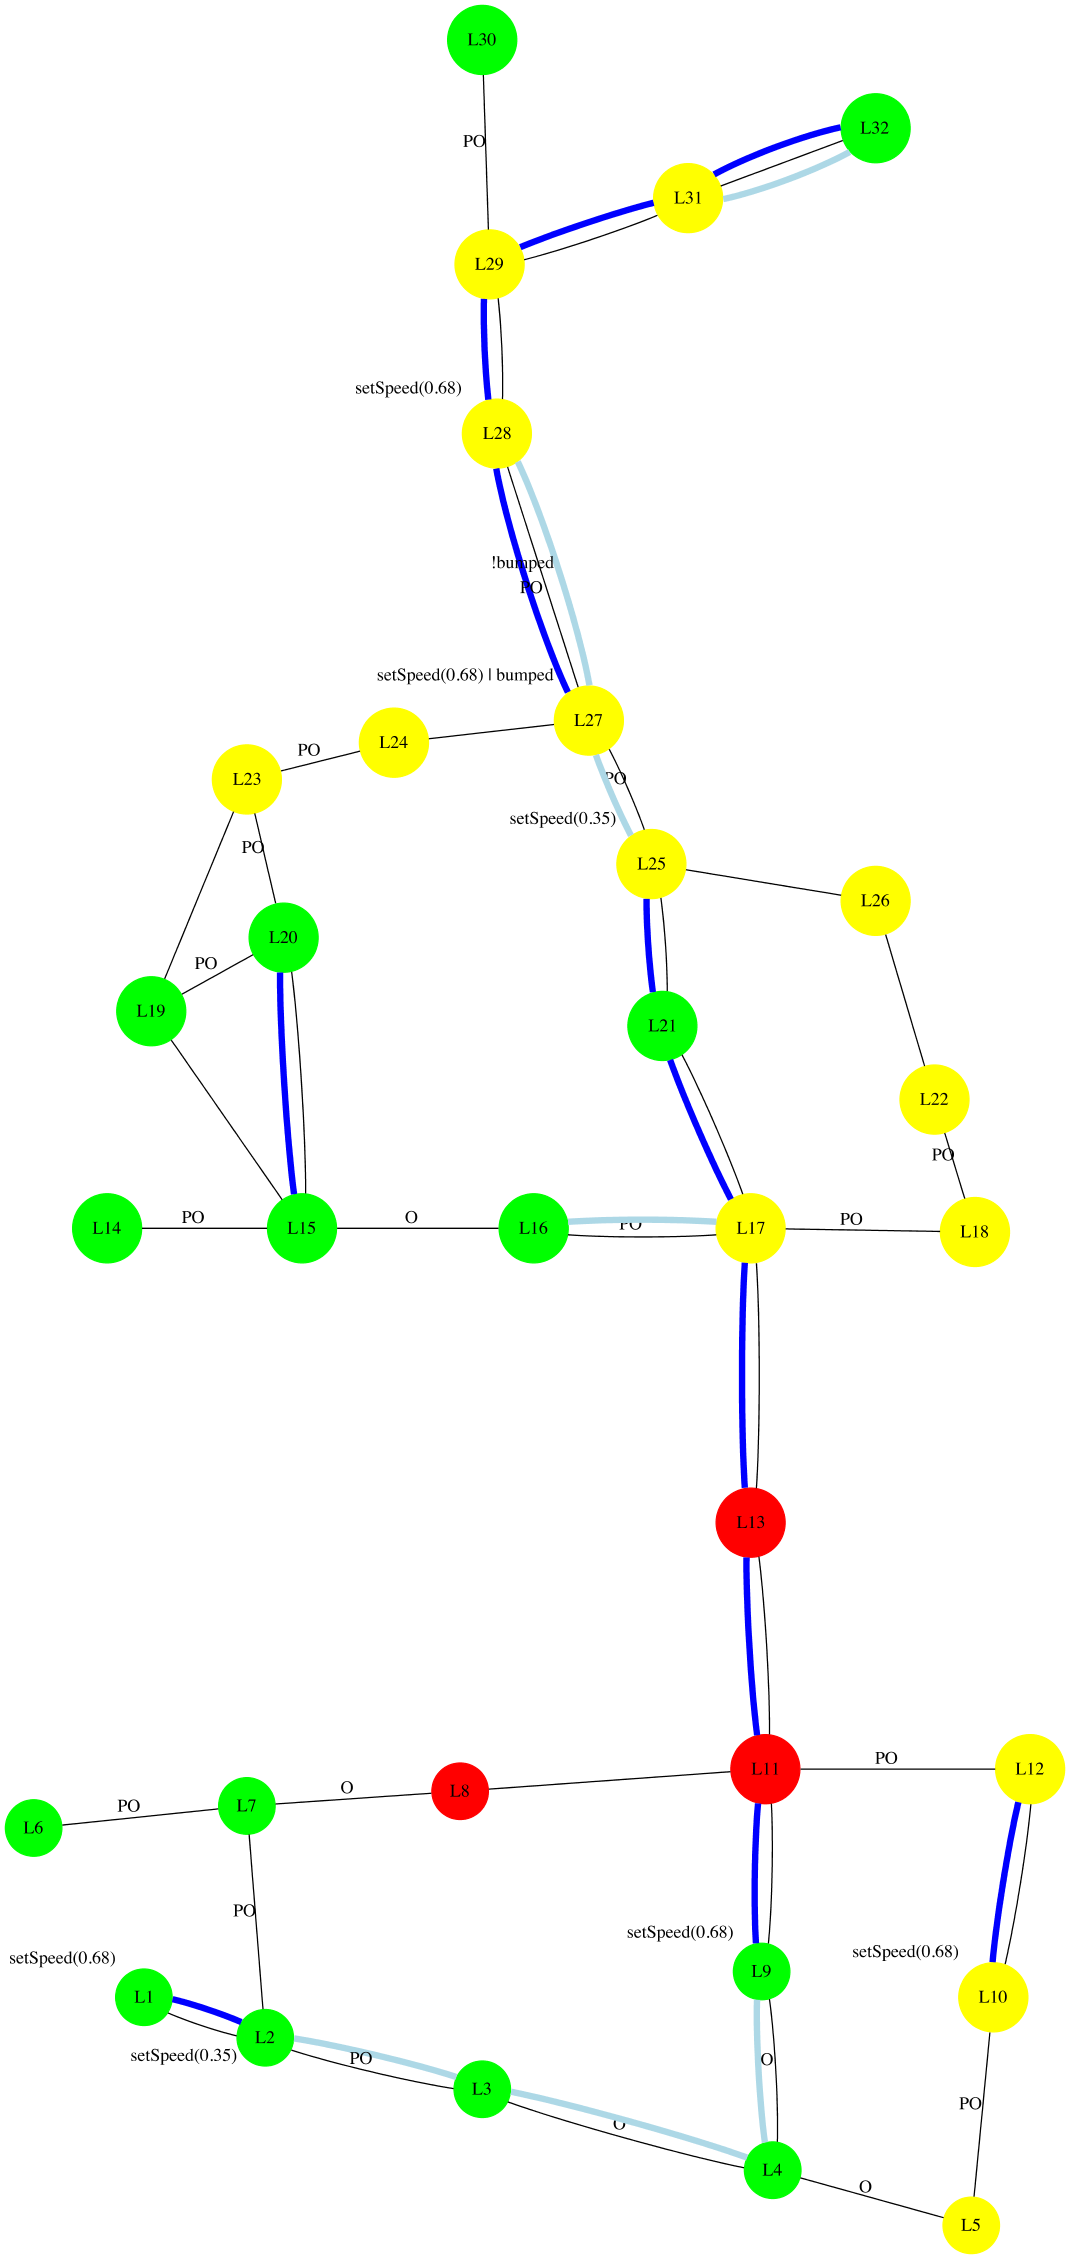 L30
L32
PO
L31
L29
setSpeed(0.68)
L28
!bumped
PO
setSpeed(0.68) | bumped
L27
L24
PO
L23
PO
setSpeed(0.35)
PO
L25
L26
L20
PO
L19
L21
L22
PO
L14
PO
L15
O
L16
PO
L17
PO
L18
L13
L11
PO
L12
L8
O
L7
PO
L6
PO
setSpeed(0.68)
setSpeed(0.68)
setSpeed(0.68)
L9
L1
L10
L2
setSpeed(0.35)
PO
O
L3
PO
O
L4
O
L5